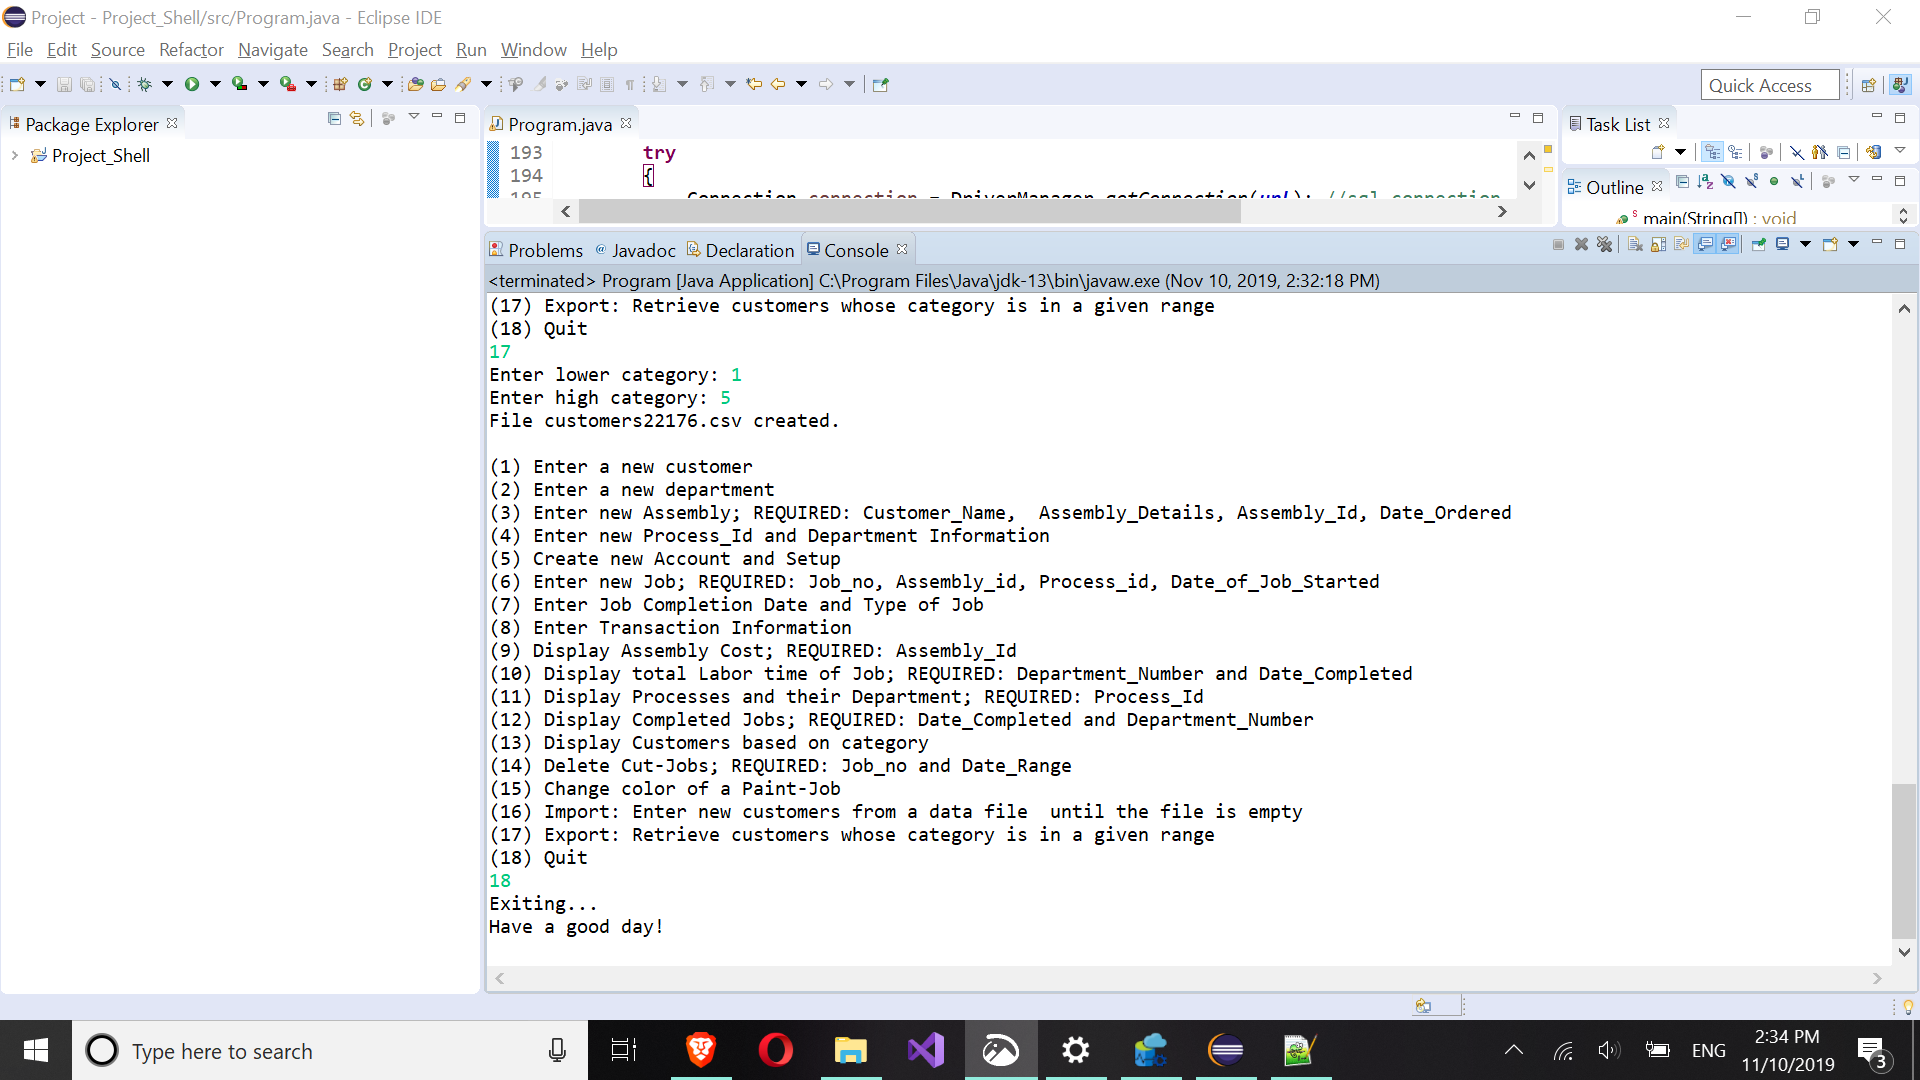 Project - Project_Shell/src/Program.java - Eclipse IDE
File Edit Source Refactor Navigate Search Project Run Window Help
Quick Access
Package Explorer
Project_Shell
Program.java
193 try
194 {
195 Connection connection = DriverManager.getConnection(url); //sql connection
Task List
Outline
main(String[]) : void
Problems @ Javadoc Declaration Console
<terminated> Program [Java Application] C:\Program Files\Java\jdk-13\bin\javaw.exe (Nov 10, 2019, 2:32:18 PM)
(17) Export: Retrieve customers whose category is in a given range
(18) Quit
17
Enter lower category: 1
Enter high category: 5
File customers22176.csv created.
(1) Enter a new customer
(2) Enter a new department
(3) Enter new Assembly; REQUIRED: Customer_Name,  Assembly_Details, Assembly_Id, Date_Ordered
(4) Enter new Process_Id and Department Information
(5) Create new Account and Setup
(6) Enter new Job; REQUIRED: Job_no, Assembly_id, Process_id, Date_of_Job_Started
(7) Enter Job Completion Date and Type of Job
(8) Enter Transaction Information
(9) Display Assembly Cost; REQUIRED: Assembly_Id
(10) Display total Labor time of Job; REQUIRED: Department_Number and Date_Completed
(11) Display Processes and their Department; REQUIRED: Process_Id
(12) Display Completed Jobs; REQUIRED: Date_Completed and Department_Number
(13) Display Customers based on category
(14) Delete Cut-Jobs; REQUIRED: Job_no and Date_Range
(15) Change color of a Paint-Job
(16) Import: Enter new customers from a data file  until the file is empty
(17) Export: Retrieve customers whose category is in a given range
(18) Quit
18
Exiting...
Have a good day!
Type here to search
ENG
2:34 PM
11/10/2019
3